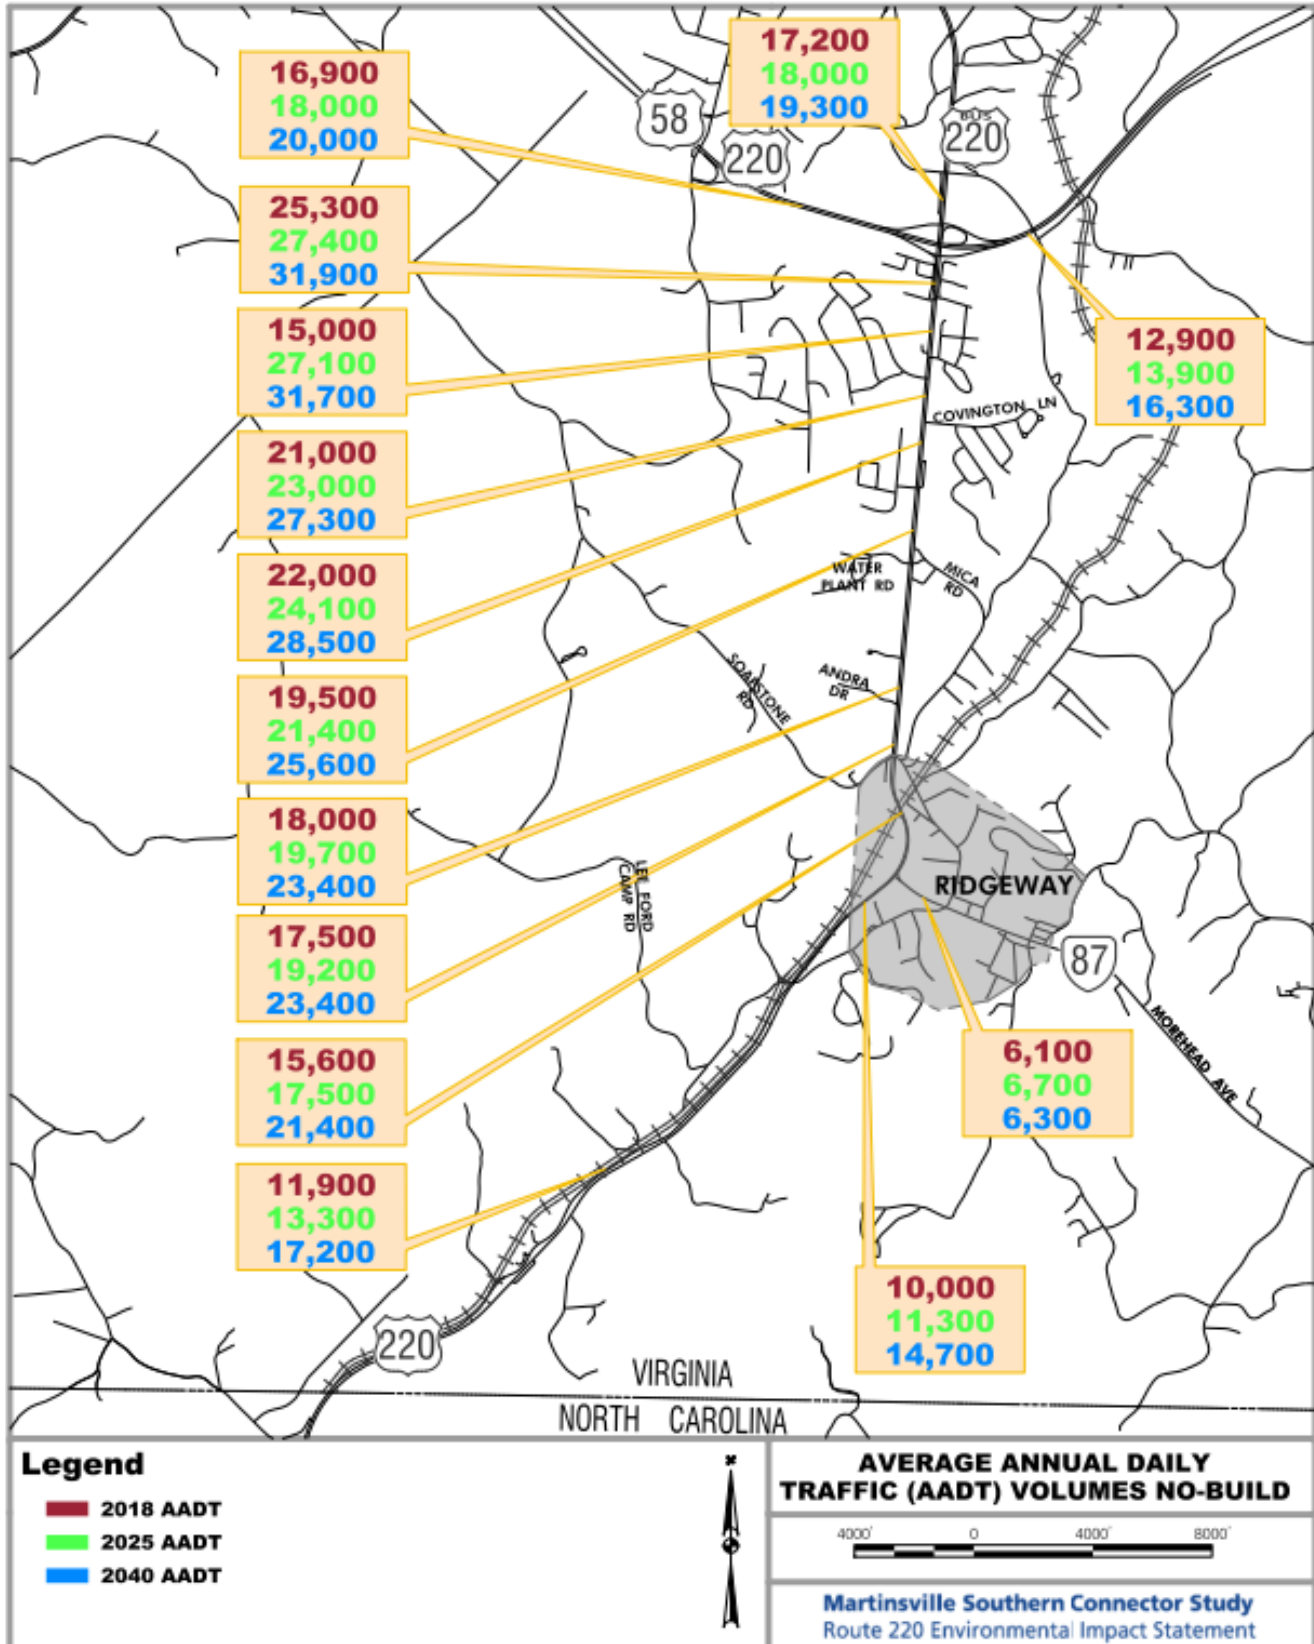 17,200
18,000
19,300
16,900
18,000
20,000
58
220
BUS
220
25,300
27,400
31,900
15,000
27,100
31,700
12,900
13,900
16,300
COVINGTON LN
21,000
23,000
27,300
22,000
24,100
28,500
WATER
PLANT RD
MICA
RD
19,500
21,400
25,600
SOAPSTONE
RD
ANDRA
DR
18,000
19,700
23,400
LEE FORD
CAMP RD
RIDGEWAY
17,500
19,200
23,400
87
MOREHEAD AVE
15,600
17,500
21,400
6,100
6,700
6,300
11,900
13,300
17,200
10,000
11,300
14,700
220
VIRGINIA
NORTH CAROLINA
Legend
2018 AADT
2025 AADT
2040 AADT
AVERAGE ANNUAL DAILY
TRAFFIC (AADT) VOLUMES NO-BUILD
4000' 0 4000' 8000'
Martinsville Southern Connector Study
Route 220 Environmental Impact Statement